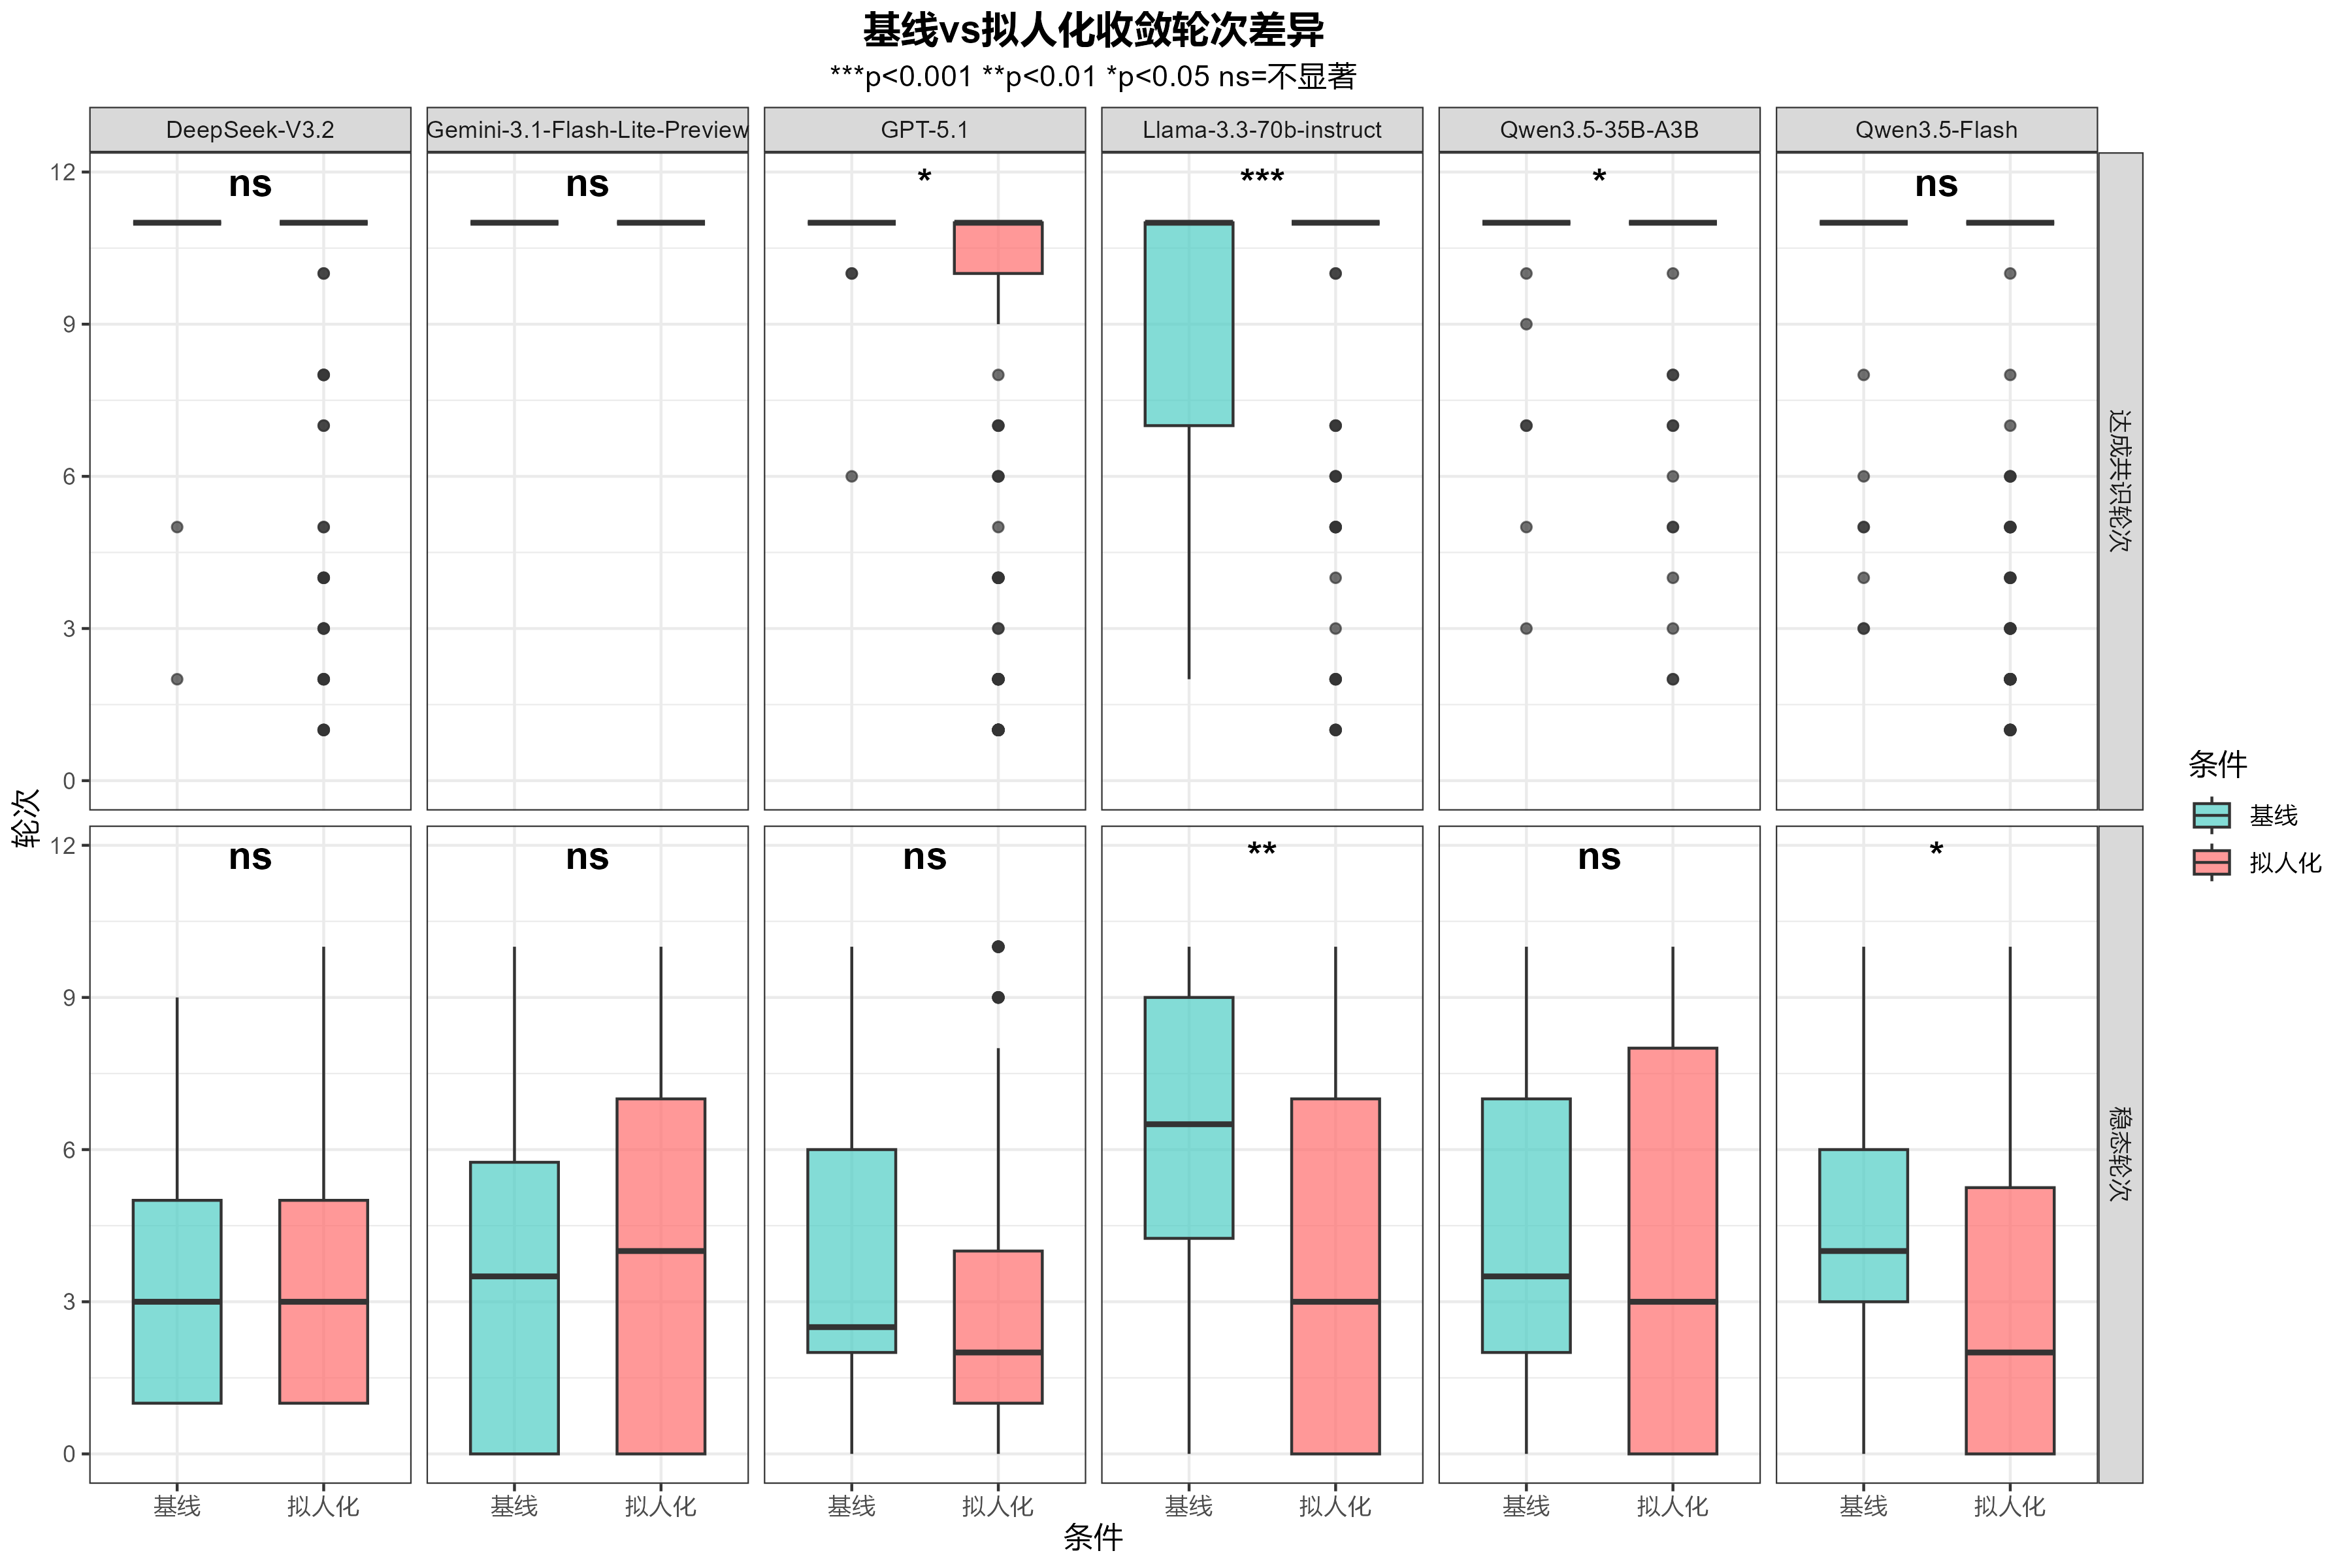 基线vs拟人化收敛轮次差异
***p<0.001 **p<0.01 *p<0.05 ns=不显著
DeepSeek-V3.2
Gemini-3.1-Flash-Lite-Preview
GPT-5.1
Llama-3.3-70b-instruct
Qwen3.5-35B-A3B
Qwen3.5-Flash
ns
ns
*
***
*
ns
12
9
6
3
0
达成共识轮次
轮次
ns
ns
ns
**
ns
*
12
9
6
3
0
稳态轮次
基线
拟人化
基线
拟人化
基线
拟人化
基线
拟人化
基线
拟人化
基线
拟人化
条件
条件
基线
拟人化